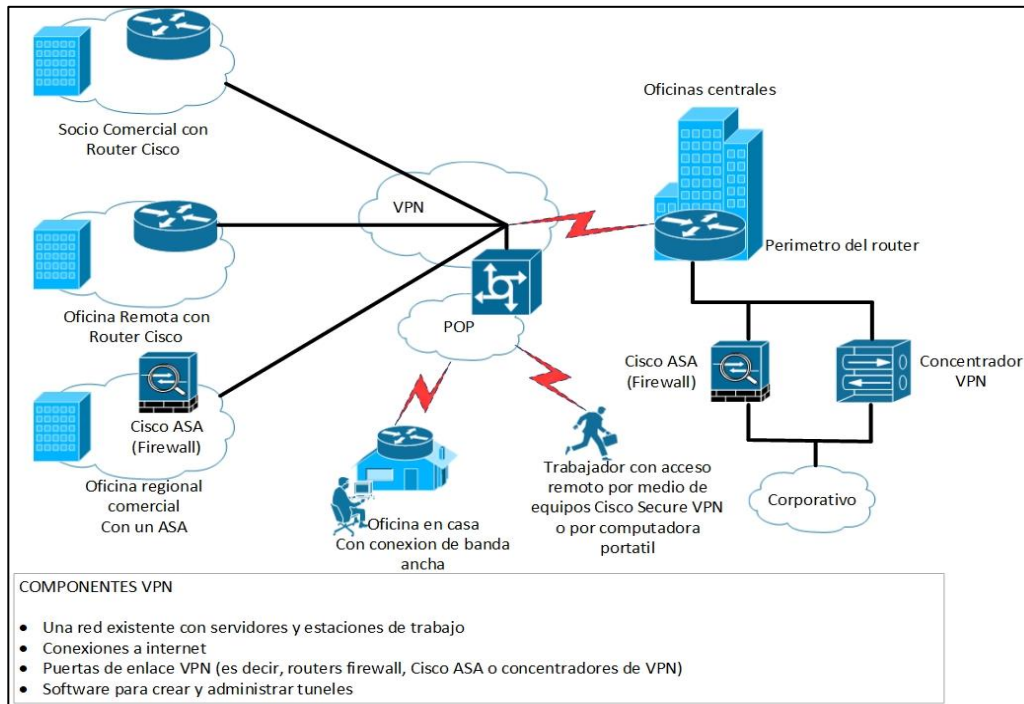 Socio Comercial con
Router Cisco
Oficina Remota con
Router Cisco
Cisco ASA
(Firewall)
Oficina regional
comercial
Con un ASA
VPN
POP
Oficina en casa
Con conexion de banda
ancha
Trabajador con acceso
remoto por medio de
equipos Cisco Secure VPN
o por computadora
portatil
Oficinas centrales
Perimetro del router
Cisco ASA
(Firewall)
Concentrador
VPN
Corporativo
COMPONENTES VPN
• Una red existente con servidores y estaciones de trabajo
• Conexiones a internet
• Puertas de enlace VPN (es decir, routers firewall, Cisco ASA o concentradores de VPN)
• Software para crear y administrar tuneles